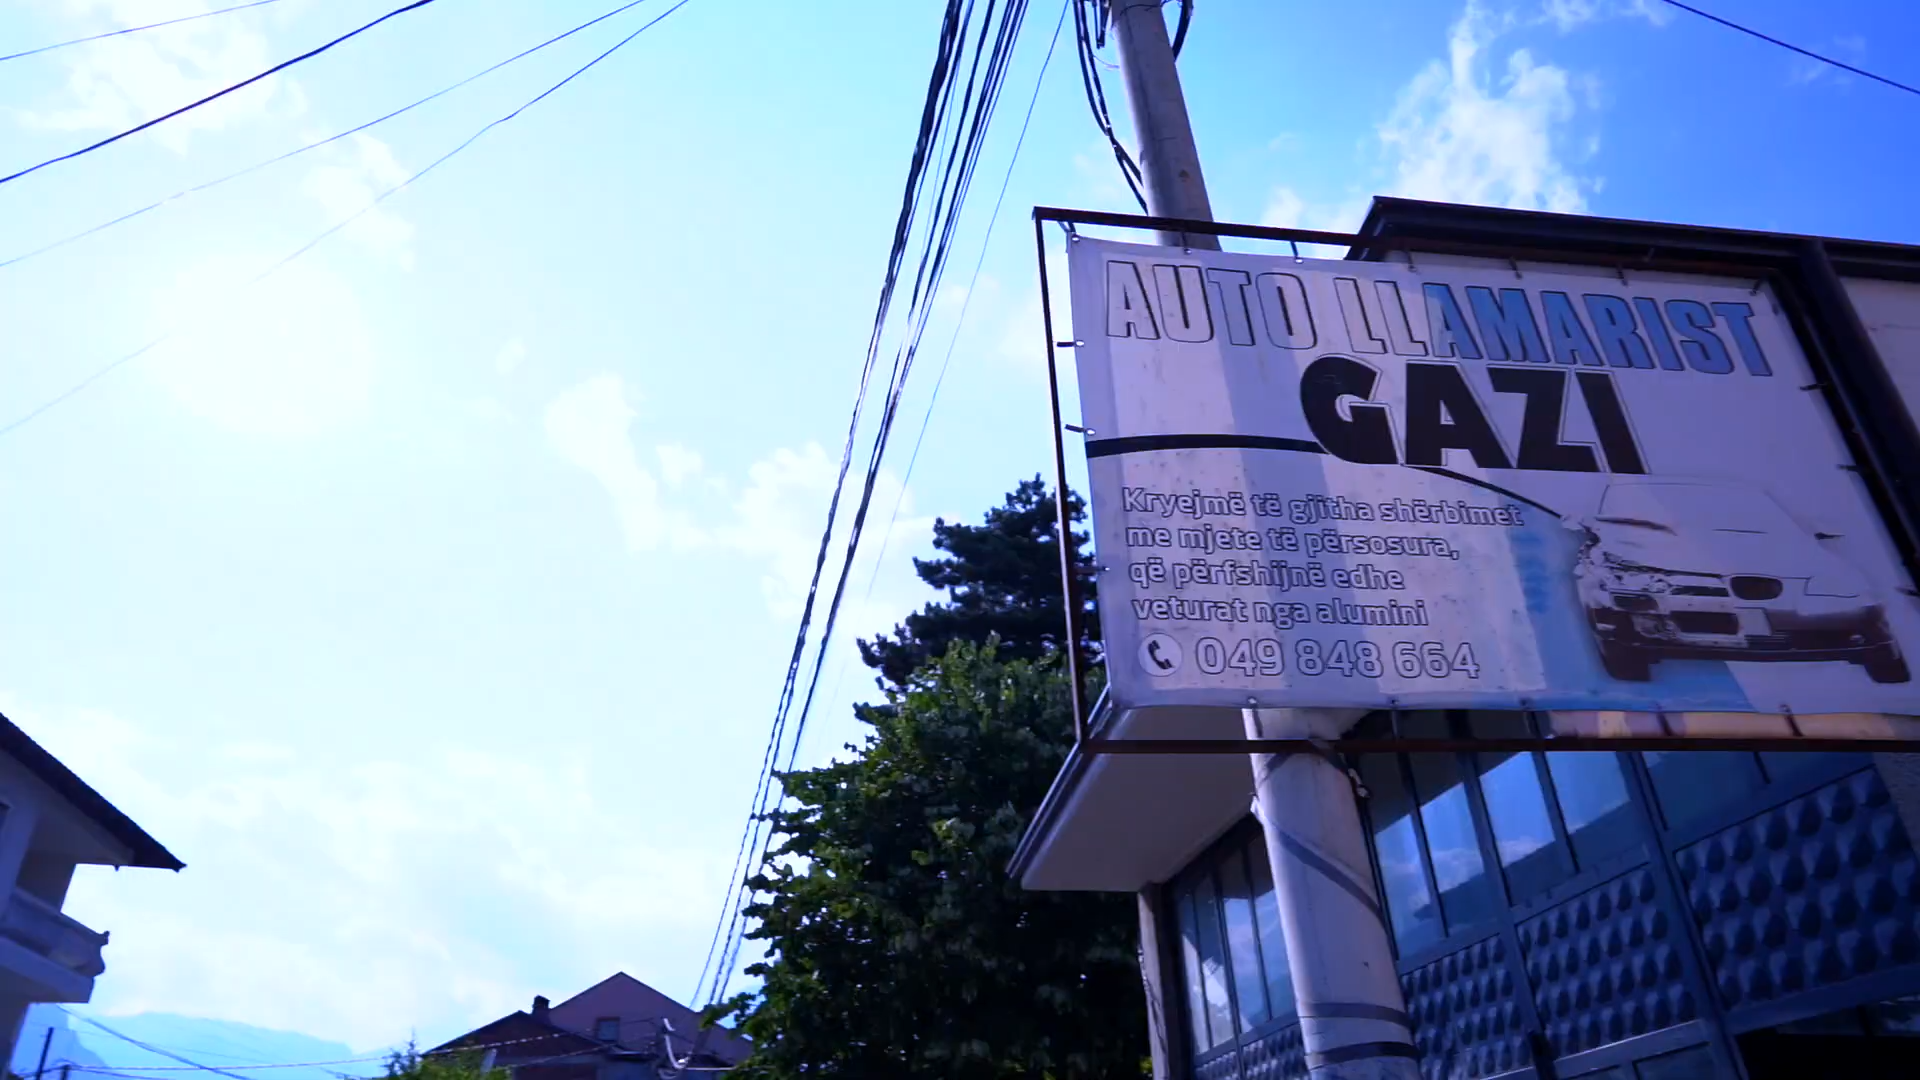 AUTO LLAMARIST
GAZI
Kryejmë të gjitha shërbimet
me mjete të përsosura,
që përfshijnë edhe
veturat nga alumini
049 848 664